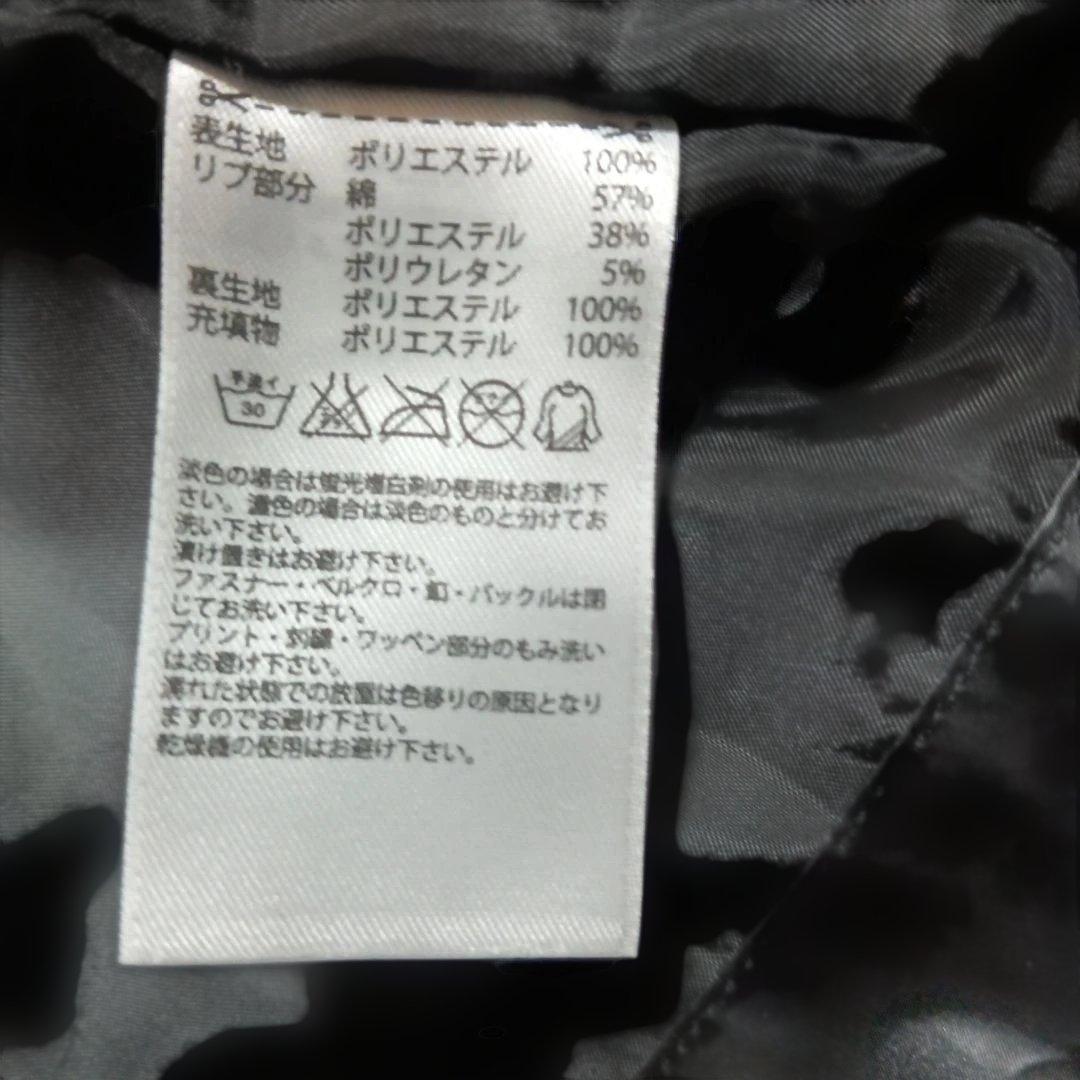 表生地 ポリエステル 100%
リブ部分 綿 57%
ポリエステル 38%
ポリウレタン 5%
裏生地 ポリエステル 100%
充填物 ポリエステル 100%
手洗イ
30
淡色の場合は蛍光増白剤の使用はお避け下
さい。濃色の場合は淡色のものと分けてお
洗い下さい。
漬け置きはお避け下さい。
ファスナー・ベルクロ・釦・バックルは閉
じてお洗い下さい。
プリント・刺繍・ワッペン部分のもみ洗い
はお避け下さい。
濡れた状態での放置は色移りの原因となり
ますのでお避け下さい。
乾燥機の使用はお避け下さい。